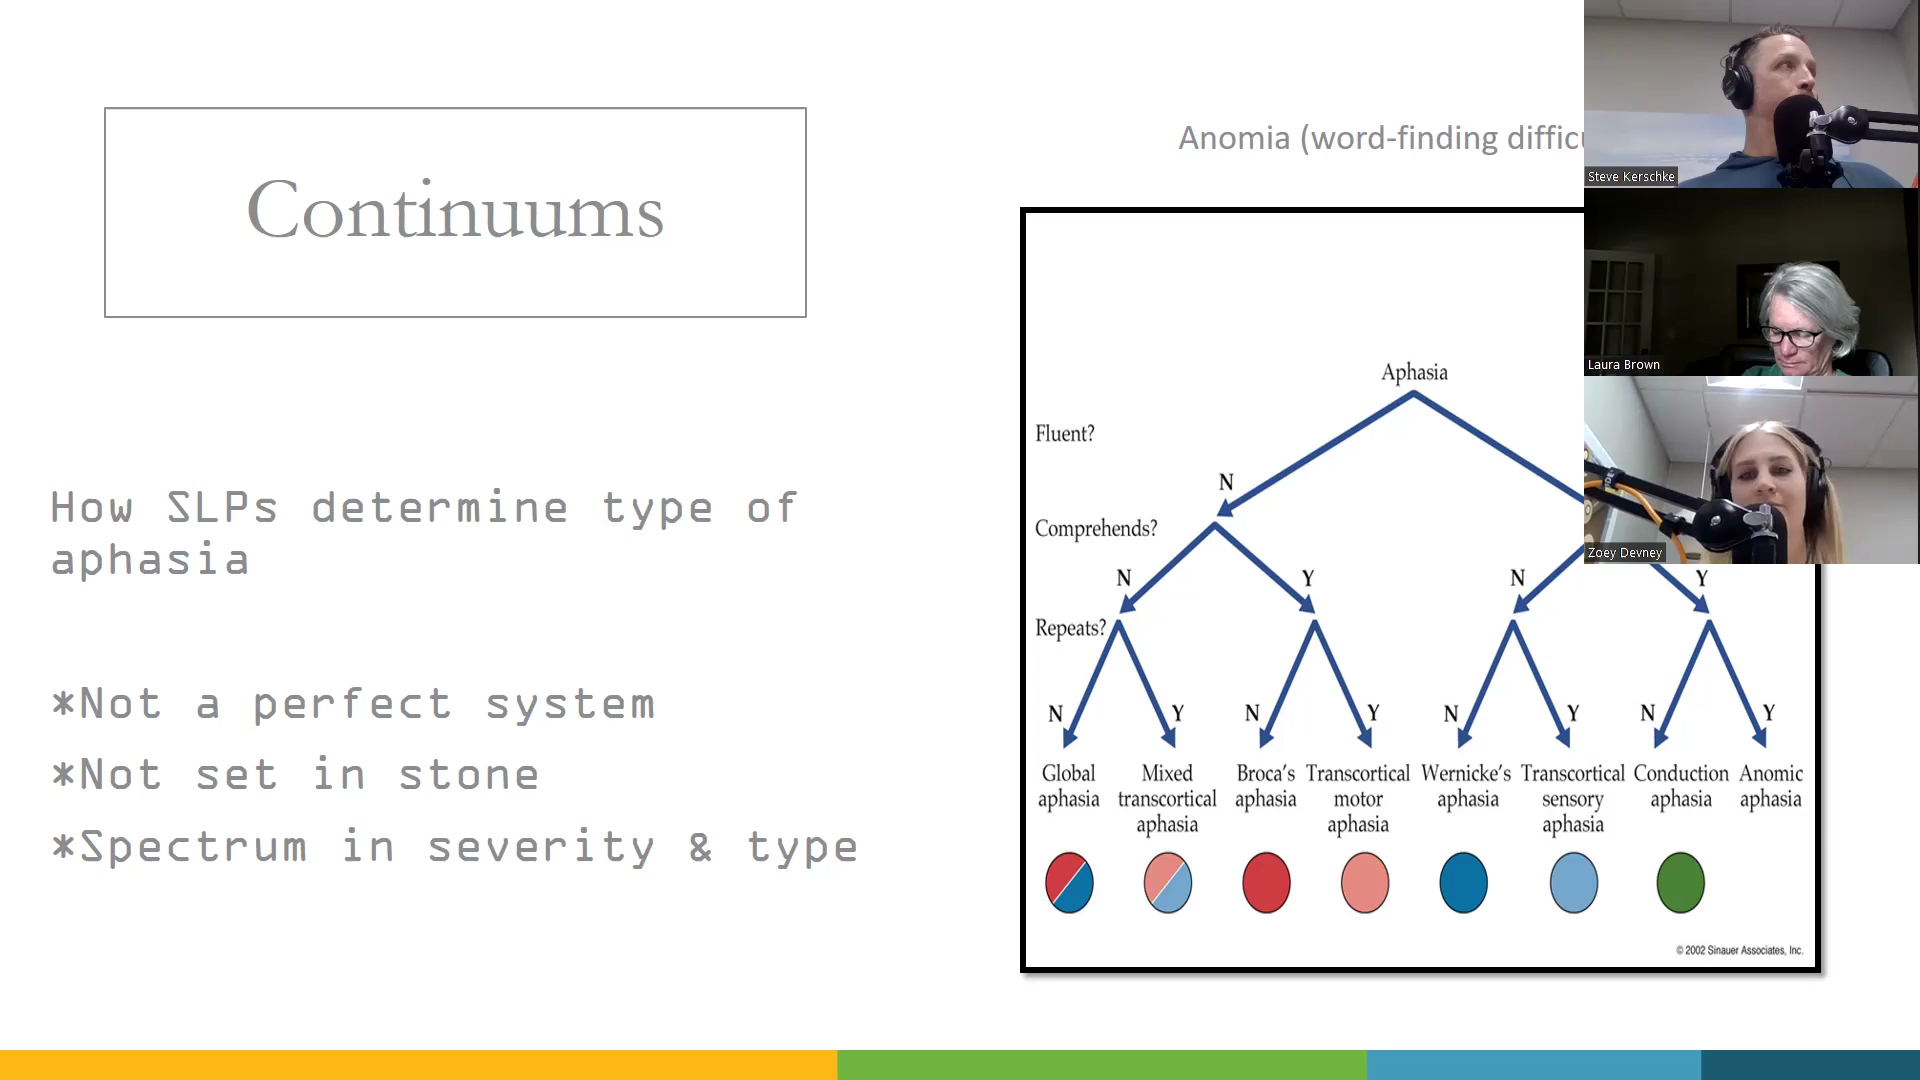 Continuums
How SLPs determine type of
aphasia
*Not a perfect system
*Not set in stone
*Spectrum in severity & type
Anomia (word-finding
Aphasia
Fluent?
N
Comprehends?
N Y N Y
Repeats?
N Y N Y N Y N Y
Global aphasia
Mixed transcortical aphasia
Broca's aphasia
Transcortical motor aphasia
Wernicke's aphasia
Transcortical sensory aphasia
Conduction aphasia
Anomic aphasia
© 2002 Sinauer Associates, Inc.
Steve Kerschke
Laura Brown
Zoey Devney